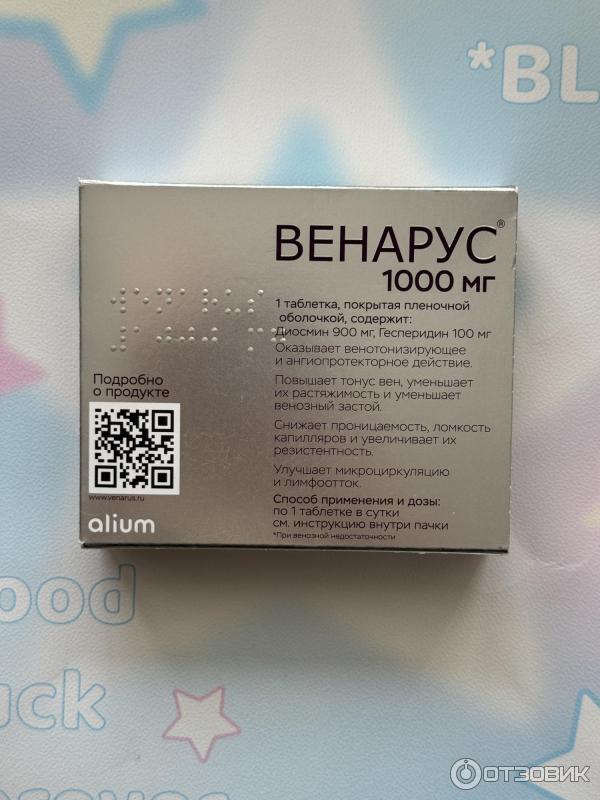 *BL
ВЕНАРУС®
1000 мг
1 таблетка, покрытая пленочной
оболочкой, содержит:
Диосмин 900 мг, Гесперидин 100 мг
Оказывает венотонизирующее
и ангиопротекторное действие.
Повышает тонус вен, уменьшает
их растяжимость и уменьшает
венозный застой.
Снижает проницаемость, ломкость
капилляров и увеличивает их
резистентность.
Улучшает микроциркуляцию
и лимфоотток.
Способ применения и дозы:
по 1 таблетке в сутки
см. инструкцию внутри пачки
*При венозной недостаточности
Подробно
о продукте
www.venarus.ru
alium
ood
uck
orever
ОТЗОВИК